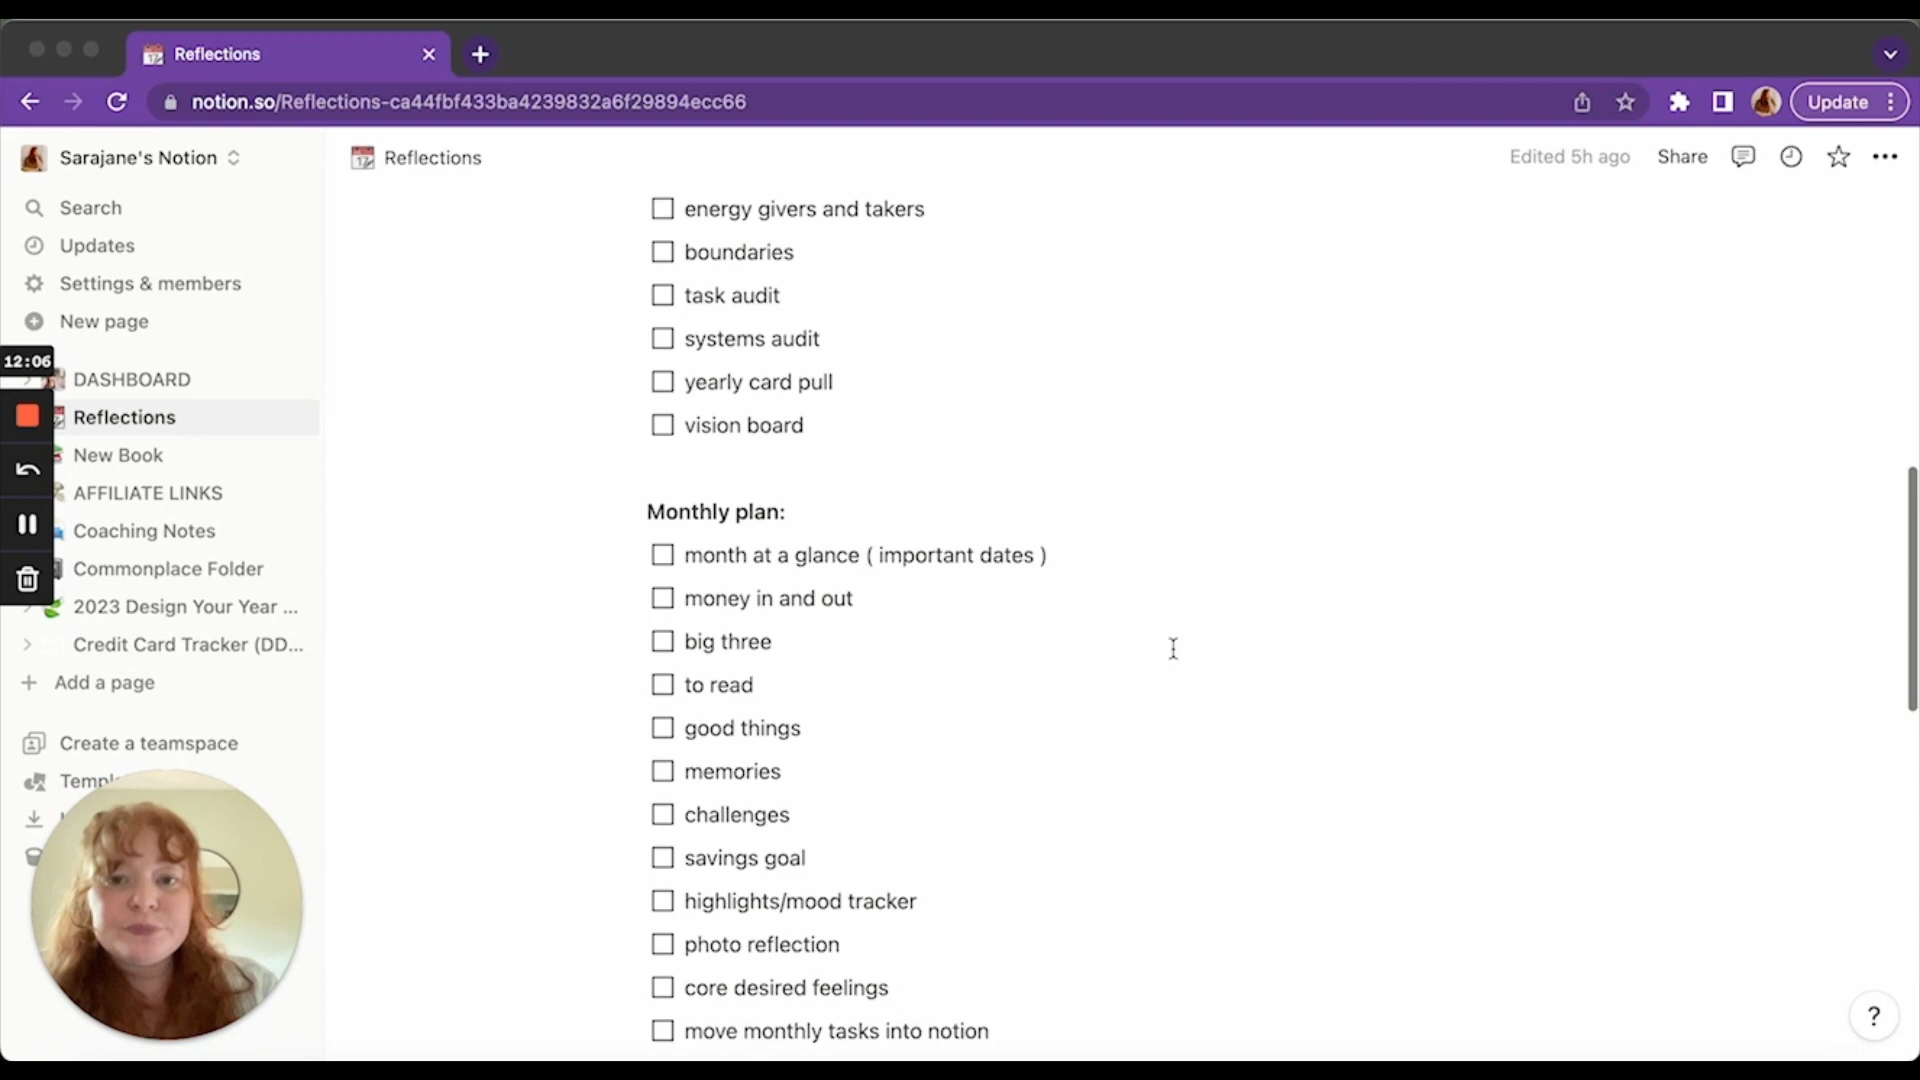 Reflections
notion.so/Reflections-ca44fbf433ba4239832a6f29894ecc66
Update
Sarajane's Notion
Reflections
Edited 5h ago
Share
Search
Updates
Settings & members
New page
12:06
DASHBOARD
Reflections
New Book
AFFILIATE LINKS
Coaching Notes
Commonplace Folder
2023 Design Your Year ...
Credit Card Tracker (DD...
Add a page
Create a teamspace
energy givers and takers
boundaries
task audit
systems audit
yearly card pull
vision board
Monthly plan:
month at a glance ( important dates )
money in and out
big three
to read
good things
memories
challenges
savings goal
highlights/mood tracker
photo reflection
core desired feelings
move monthly tasks into notion
?